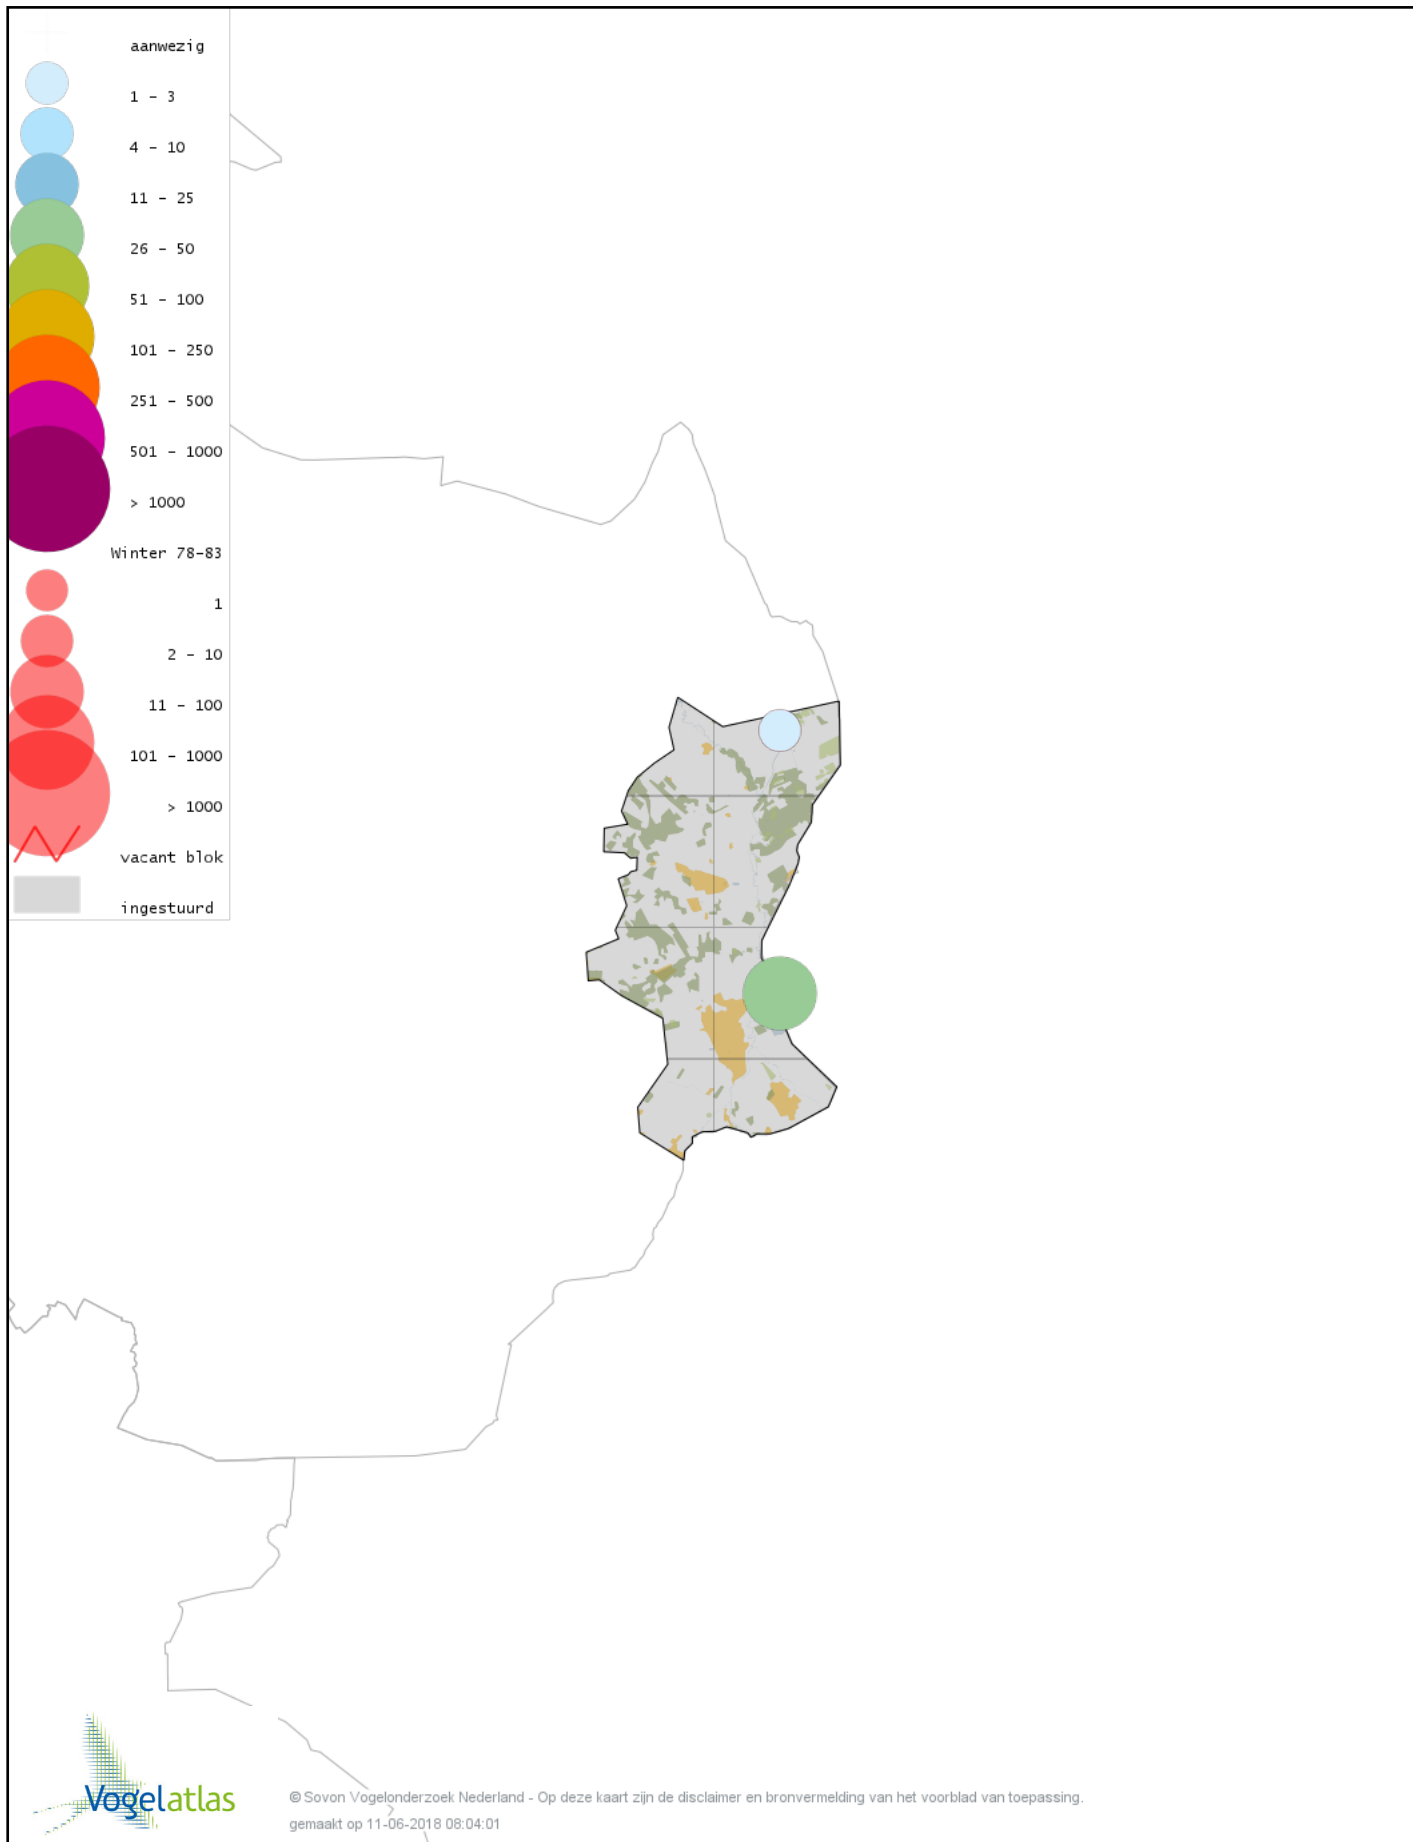 aanwezig
1 - 3
4 - 10
11 - 25
26 - 50
51 - 100
101 - 250
251 - 500
501 - 1000
> 1000
Winter 78-83
1
2 - 10
11 - 100
101 - 1000
> 1000
vacant blok
ingestuurd
Vogelatlas
© Sovon Vogelonderzoek Nederland - Op deze kaart zijn de disclaimer en bronvermelding van het voorblad van toepassing.
gemaakt op 11-06-2018 08:04:01